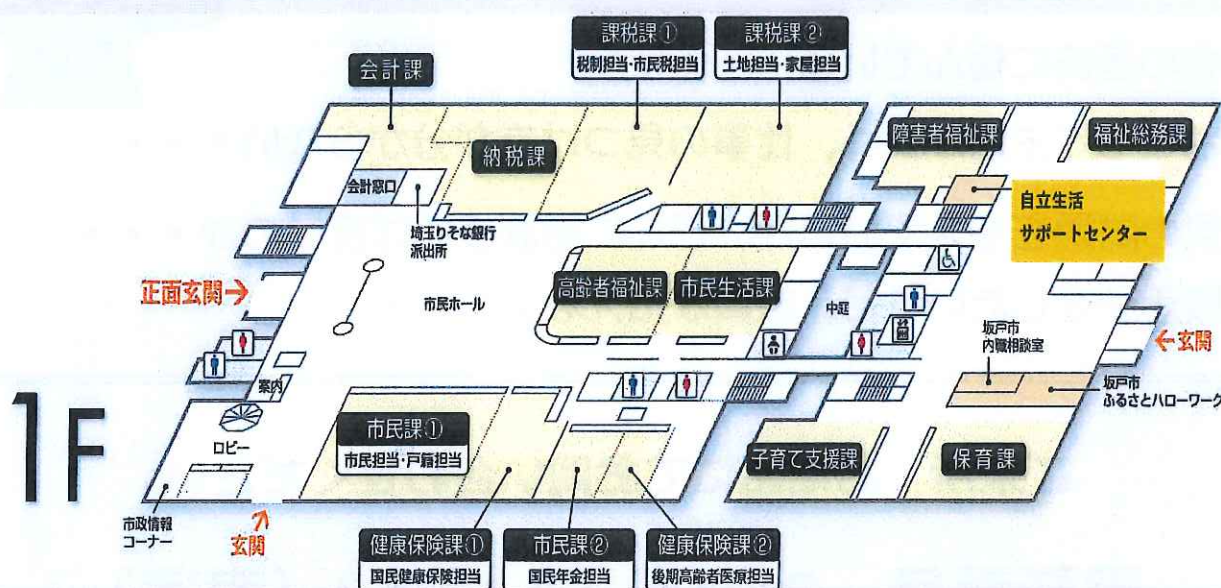 課税課①
税制担当・市民税担当
課税課②
土地担当・家屋担当
会計課
納税課
障害者福祉課
福祉総務課
会計窓口
自立生活
サポートセンター
埼玉りそな銀行
派出所
正面玄関→
市民ホール
高齢者福祉課
市民生活課
中庭
坂戸市
内職相談室
←玄関
案内
坂戸市
ふるさとハローワーク
1F
市民課①
市民担当・戸籍担当
ロビー
子育て支援課
保育課
市政情報
コーナー
玄関
健康保険課①
国民健康保険担当
市民課②
国民年金担当
健康保険課②
後期高齢者医療担当